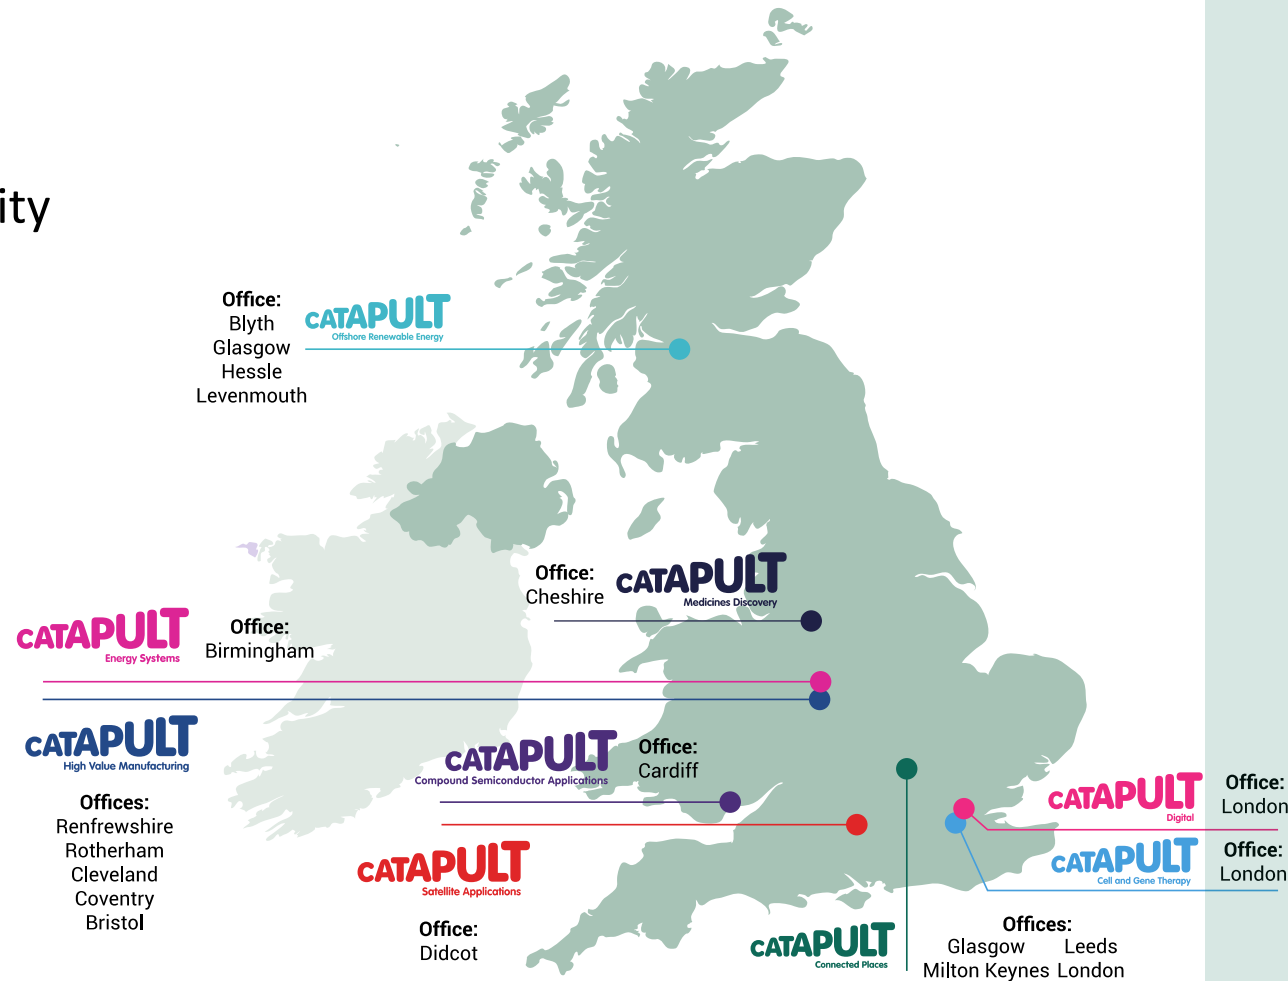 ity
Office:
Blyth
Glasgow
Hessle
Levenmouth
CATAPULT
Offshore Renewable Energy
Office:
Cheshire
CATAPULT
Medicines Discovery
CATAPULT
Energy Systems
Office:
Birmingham
CATAPULT
High Value Manufacturing
Offices:
Renfrewshire
Rotherham
Cleveland
Coventry
Bristol
CATAPULT
Compound Semiconductor Applications
Office:
Cardiff
CATAPULT
Satellite Applications
Office:
Didcot
CATAPULT
Digital
Office:
London
CATAPULT
Cell and Gene Therapy
Office:
London
CATAPULT
Connected Places
Offices:
Glasgow Leeds
Milton Keynes London